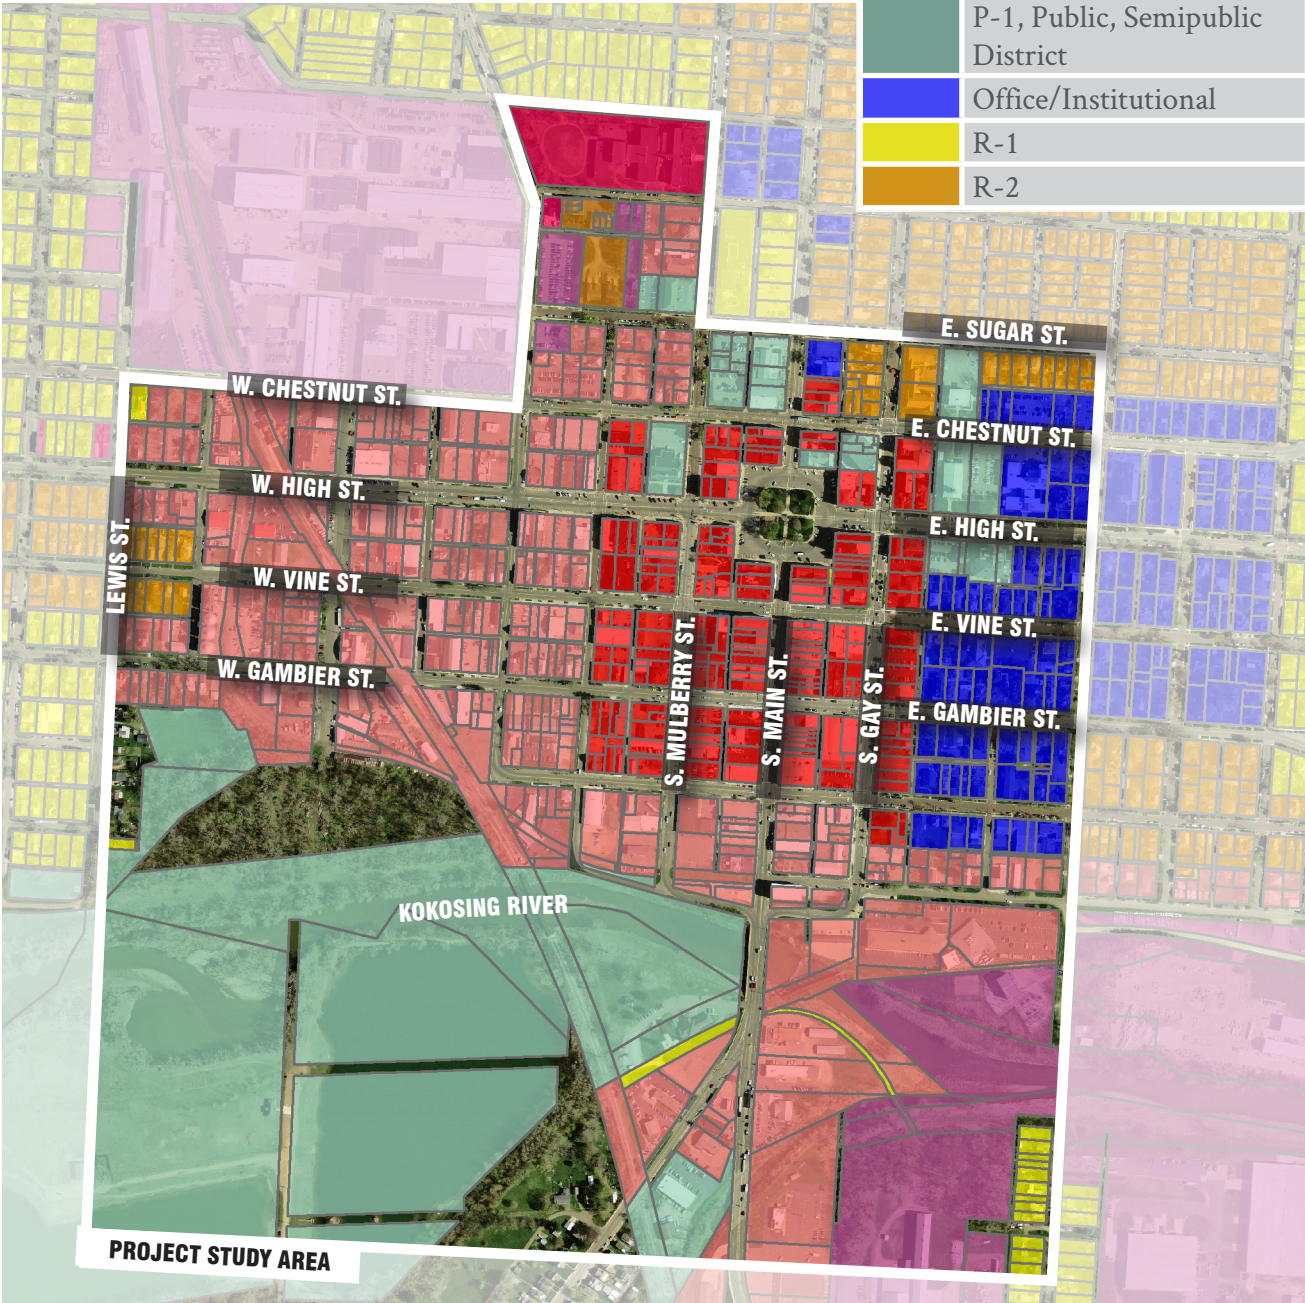 P-1, Public, Semipublic
District
Office/Institutional
R-1
R-2
E. SUGAR ST.
W. CHESTNUT ST.
E. CHESTNUT ST.
W. HIGH ST.
E. HIGH ST.
LEWIS ST.
W. VINE ST.
E. VINE ST.
W. GAMBIER ST.
S. MULBERRY ST.
S. MAIN ST.
S. GAY ST.
E. GAMBIER ST.
KOKOSING RIVER
PROJECT STUDY AREA